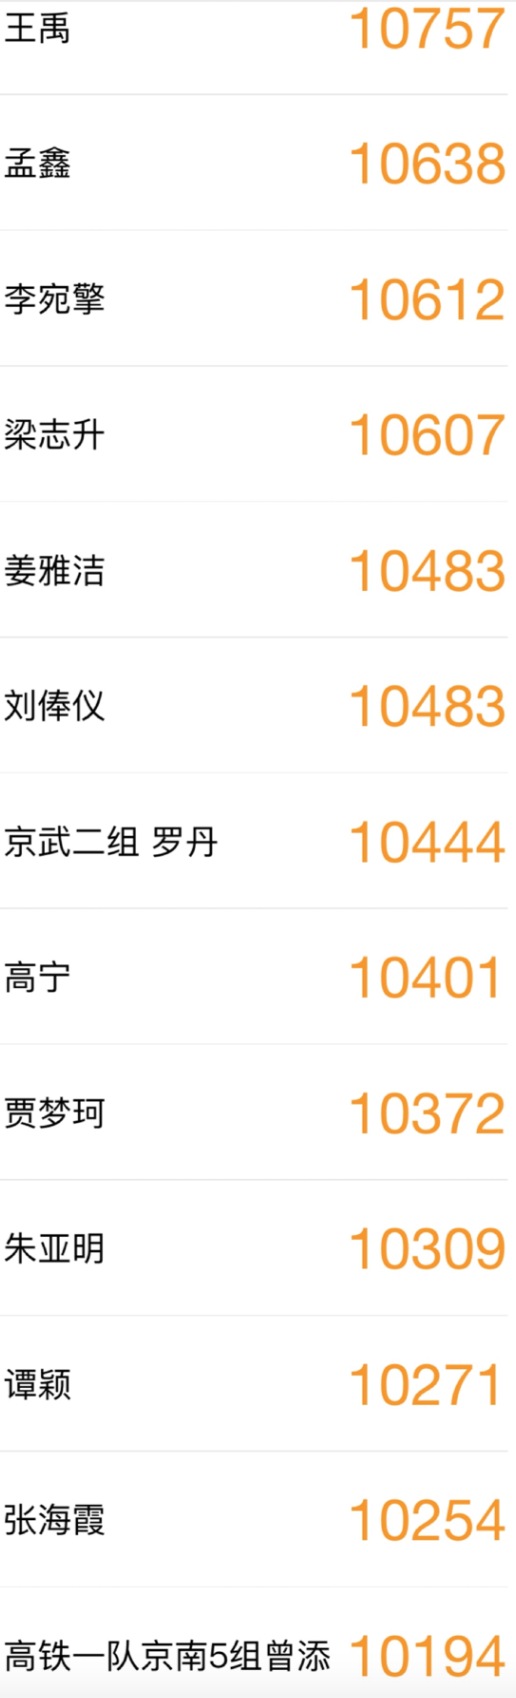 王禹 10757
孟鑫 10638
李宛擎 10612
梁志升 10607
姜雅洁 10483
刘俸仪 10483
京武二组 罗丹 10444
高宁 10401
贾梦珂 10372
朱亚明 10309
谭颖 10271
张海霞 10254
高铁一队京南5组曾添 10194